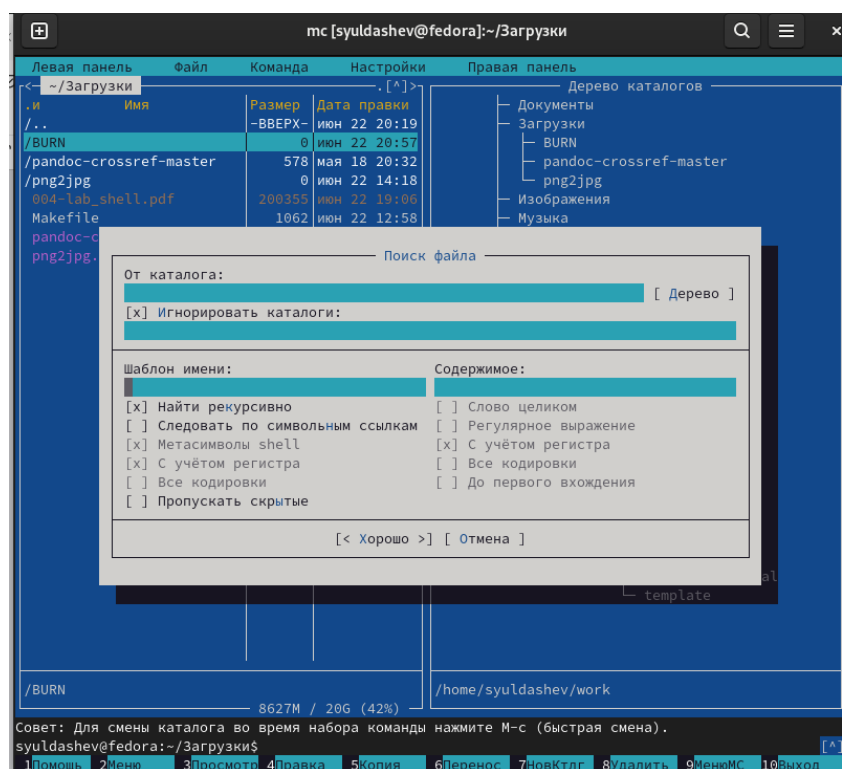 mc [syuldashev@fedora]:~/Загрузки
Левая панель Файл Команда Настройки Правая панель
<─ ~/Загрузки .[^]>
Дерево каталогов
.и Имя Размер Дата правки
/.. -ВВЕРХ- июн 22 20:19
/BURN 0 июн 22 20:57
/pandoc-crossref-master 578 мая 18 20:32
/png2jpg 0 июн 22 14:18
004-lab_shell.pdf 200355 июн 22 19:06
Makefile 1062 июн 22 12:58
pandoc-c
png2jpg.
Документы
Загрузки
BURN
pandoc-crossref-master
png2jpg
Изображения
Музыка
Поиск файла
От каталога:
[ Дерево ]
[x] Игнорировать каталоги:
Шаблон имени:
[x] Найти рекурсивно
[ ] Следовать по символьным ссылкам
[x] Метасимволы shell
[x] С учётом регистра
[ ] Все кодировки
[ ] Пропускать скрытые
Содержимое:
[ ] Слово целиком
[ ] Регулярное выражение
[x] С учётом регистра
[ ] Все кодировки
[ ] До первого вхождения
[< Хорошо >] [ Отмена ]
al
template
/BURN
8627M / 20G (42%)
/home/syuldashev/work
Совет: Для смены каталога во время набора команды нажмите M-c (быстрая смена).
syuldashev@fedora:~/Загрузки$ [^]
1Помощь 2Меню 3Просмотр 4Правка 5Копия 6Перенос 7НовКтлг 8Удалить 9МенюМС 10Выход